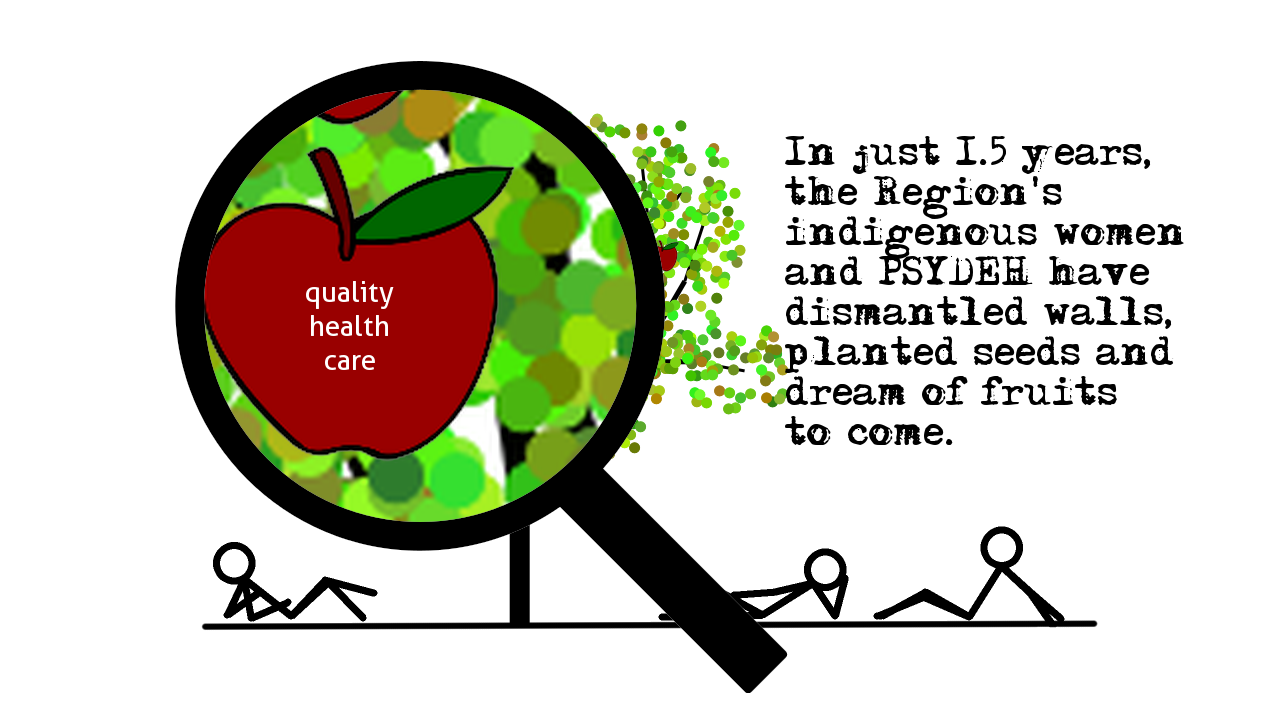 quality
health
care
In just 1.5 years,
the Region's
indigenous women
and PSYDEH have
dismantled walls,
planted seeds and
dream of fruits
to come.